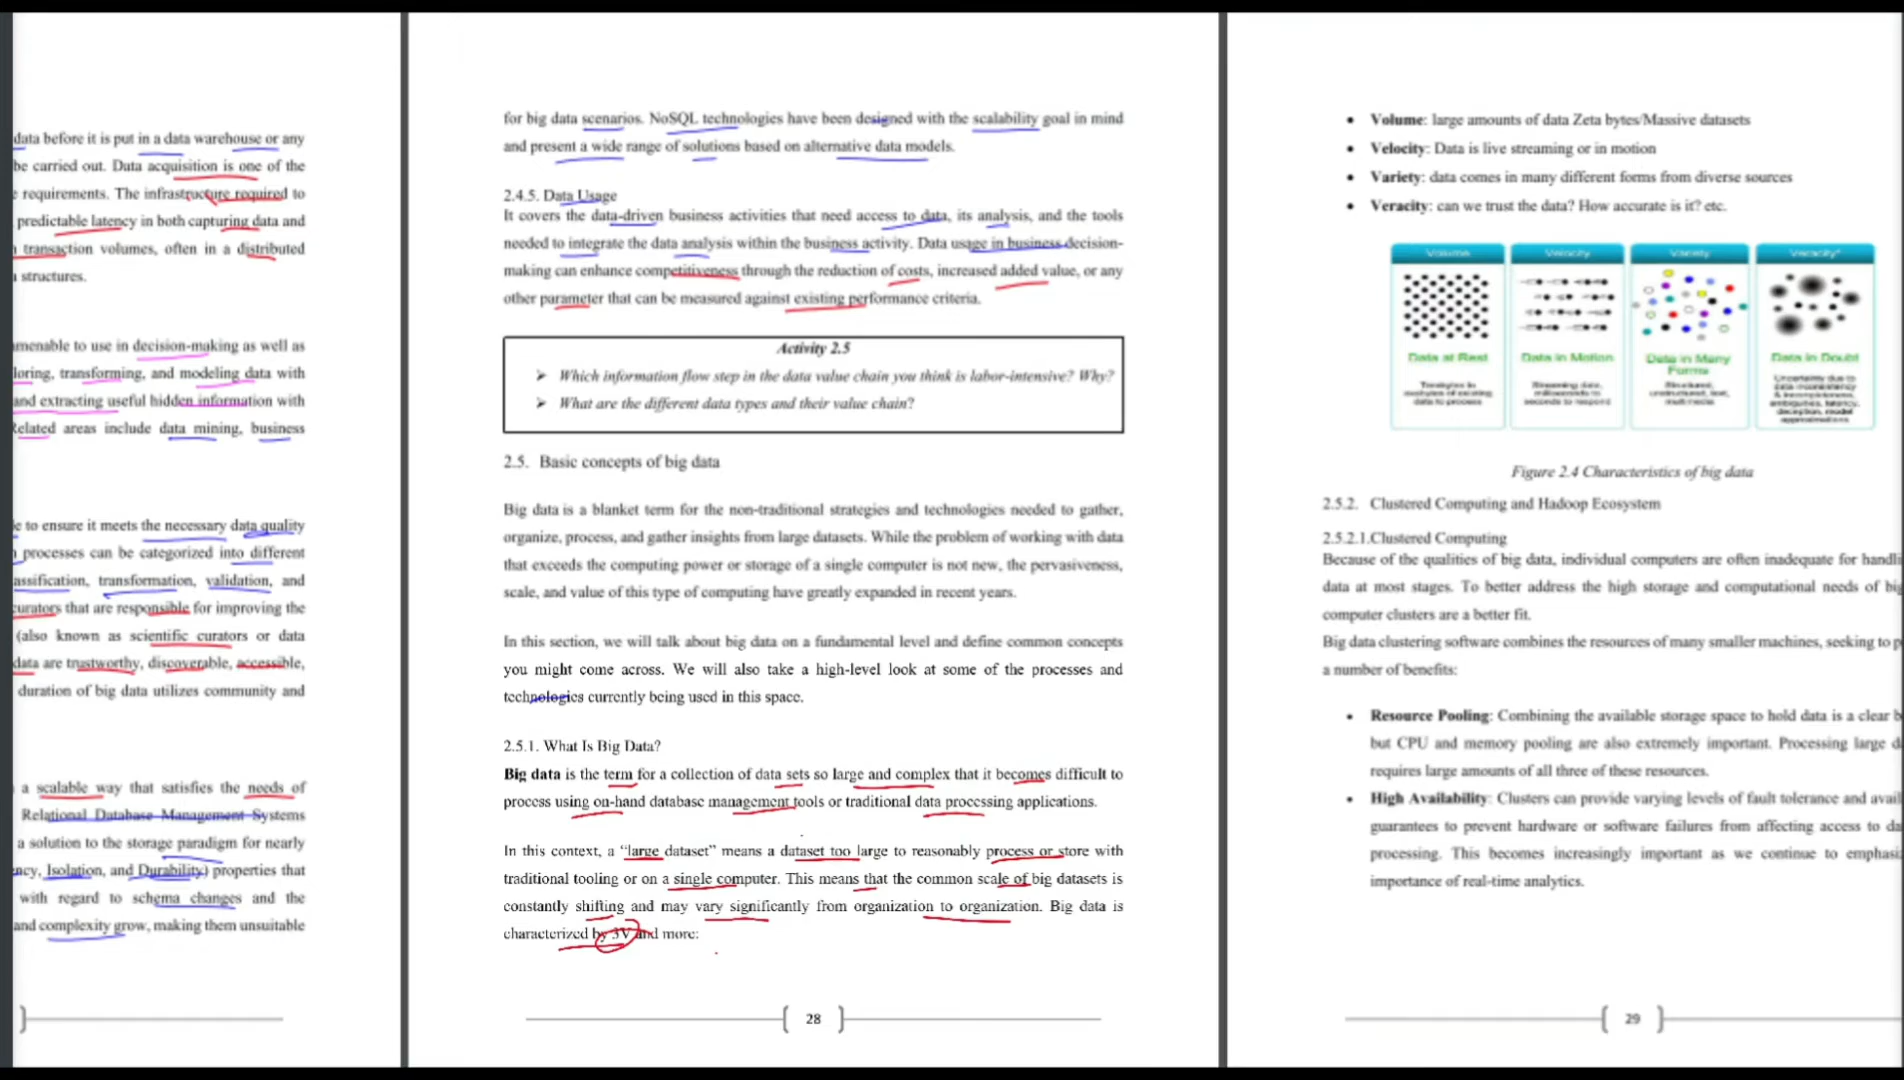 data before it is put in a data warehouse or any
be carried out. Data acquisition is one of the
requirements. The infrastructure required to
predictable latency in both capturing data and
transaction volumes, often in a distributed
structures.
menable to use in decision-making as well as
loring, transforming, and modeling data with
and extracting useful hidden information with
Related areas include data mining, business
e to ensure it meets the necessary data quality
processes can be categorized into different
assification, transformation, validation, and
curators that are responsible for improving the
(also known as scientific curators or data
data are trustworthy, discoverable, accessible,
duration of big data utilizes community and
a scalable way that satisfies the needs of
Relational Database Management Systems
a solution to the storage paradigm for nearly
ncy, Isolation, and Durability) properties that
with regard to schema changes and the
and complexity grow, making them unsuitable
for big data scenarios. NoSQL technologies have been designed with the scalability goal in mind
and present a wide range of solutions based on alternative data models.
2.4.5. Data Usage
It covers the data-driven business activities that need access to data, its analysis, and the tools
needed to integrate the data analysis within the business activity. Data usage in business decision-
making can enhance competitiveness through the reduction of costs, increased added value, or any
other parameter that can be measured against existing performance criteria.
Activity 2.5
➢ Which information flow step in the data value chain you think is labor-intensive? Why?
➢ What are the different data types and their value chain?
2.5. Basic concepts of big data
Big data is a blanket term for the non-traditional strategies and technologies needed to gather,
organize, process, and gather insights from large datasets. While the problem of working with data
that exceeds the computing power or storage of a single computer is not new, the pervasiveness,
scale, and value of this type of computing have greatly expanded in recent years.
In this section, we will talk about big data on a fundamental level and define common concepts
you might come across. We will also take a high-level look at some of the processes and
technologies currently being used in this space.
2.5.1. What Is Big Data?
Big data is the term for a collection of data sets so large and complex that it becomes difficult to
process using on-hand database management tools or traditional data processing applications.
In this context, a “large dataset” means a dataset too large to reasonably process or store with
traditional tooling or on a single computer. This means that the common scale of big datasets is
constantly shifting and may vary significantly from organization to organization. Big data is
characterized by 3V and more:
28
• Volume: large amounts of data Zeta bytes/Massive datasets
• Velocity: Data is live streaming or in motion
• Variety: data comes in many different forms from diverse sources
• Veracity: can we trust the data? How accurate is it? etc.
Volume Velocity Variety Veracity*
Data at Rest Data in Motion Data in Many Forms Data in Doubt
Terabytes to exabytes of existing data to process
Streaming data, milliseconds to seconds to respond
Structured, unstructured, text, multimedia
Uncertainty due to data inconsistency & incompleteness, ambiguities, latency, deception, model approximations
Figure 2.4 Characteristics of big data
2.5.2. Clustered Computing and Hadoop Ecosystem
2.5.2.1.Clustered Computing
Because of the qualities of big data, individual computers are often inadequate for handli
data at most stages. To better address the high storage and computational needs of big
computer clusters are a better fit.
Big data clustering software combines the resources of many smaller machines, seeking to p
a number of benefits:
• Resource Pooling: Combining the available storage space to hold data is a clear b
but CPU and memory pooling are also extremely important. Processing large d
requires large amounts of all three of these resources.
• High Availability: Clusters can provide varying levels of fault tolerance and avail
guarantees to prevent hardware or software failures from affecting access to da
processing. This becomes increasingly important as we continue to emphasi
importance of real-time analytics.
29